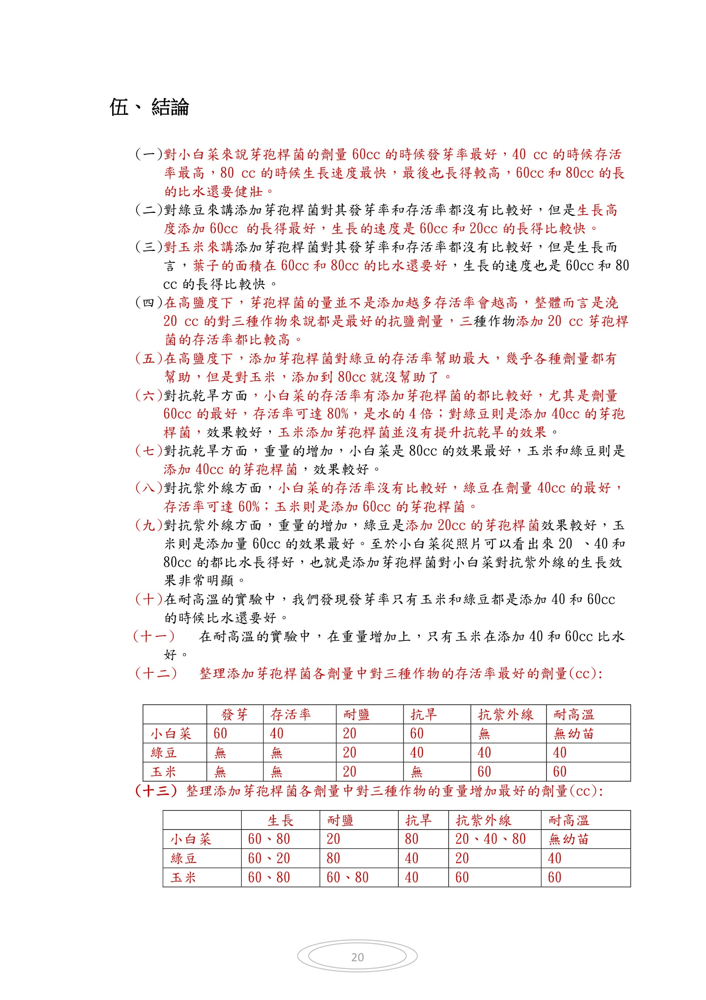 伍、結論
(一)對小白菜來說芽孢桿菌的劑量 60cc 的時候發芽率最好，40 cc 的時候存活
率最高，80 cc 的時候生長速度最快，最後也長得較高，60cc 和 80cc 的長
的比水還要健壯。
(二)對綠豆來講添加芽孢桿菌對其發芽率和存活率都沒有比較好，但是生長高
度添加 60cc 的長得最好，生長的速度是 60cc 和 20cc 的長得比較快。
(三)對玉米來講添加芽孢桿菌對其發芽率和存活率都沒有比較好，但是生長而
言，葉子的面積在 60cc 和 80cc 的比水還要好，生長的速度也是 60cc 和 80
cc 的長得比較快。
(四)在高鹽度下，芽孢桿菌的量並不是添加越多存活率會越高，整體而言是澆
20 cc 的對三種作物來說都是最好的抗鹽劑量，三種作物添加 20 cc 芽孢桿
菌的存活率都比較高。
(五)在高鹽度下，添加芽孢桿菌對綠豆的存活率幫助最大，幾乎各種劑量都有
幫助，但是對玉米，添加到 80cc 就沒幫助了。
(六)對抗乾旱方面，小白菜的存活率有添加芽孢桿菌的都比較好，尤其是劑量
60cc 的最好，存活率可達 80%，是水的 4 倍；對綠豆則是添加 40cc 的芽孢
桿菌，效果較好，玉米添加芽孢桿菌並沒有提升抗乾旱的效果。
(七)對抗乾旱方面，重量的增加，小白菜是 80cc 的效果最好，玉米和綠豆則是
添加 40cc 的芽孢桿菌，效果較好。
(八)對抗紫外線方面，小白菜的存活率沒有比較好，綠豆在劑量 40cc 的最好，
存活率可達 60%；玉米則是添加 60cc 的芽孢桿菌。
(九)對抗紫外線方面，重量的增加，綠豆是添加 20cc 的芽孢桿菌效果較好，玉
米則是添加量 60cc 的效果最好。至於小白菜從照片可以看出來 20 、40 和
80cc 的都比水長得好，也就是添加芽孢桿菌對小白菜對抗紫外線的生長效
果非常明顯。
(十)在耐高溫的實驗中，我們發現發芽率只有玉米和綠豆都是添加 40 和 60cc
的時候比水還要好。
(十一) 在耐高溫的實驗中，在重量增加上，只有玉米在添加 40 和 60cc 比水
好。
(十二) 整理添加芽孢桿菌各劑量中對三種作物的存活率最好的劑量(cc):
發芽 存活率 耐鹽 抗旱 抗紫外線 耐高溫
小白菜 60 40 20 60 無 無幼苗
綠豆 無 無 20 40 40 40
玉米 無 無 20 無 60 60
(十三) 整理添加芽孢桿菌各劑量中對三種作物的重量增加最好的劑量(cc):
生長 耐鹽 抗旱 抗紫外線 耐高溫
小白菜 60、80 20 80 20、40、80 無幼苗
綠豆 60、20 80 40 20 40
玉米 60、80 60、80 40 60 60
20